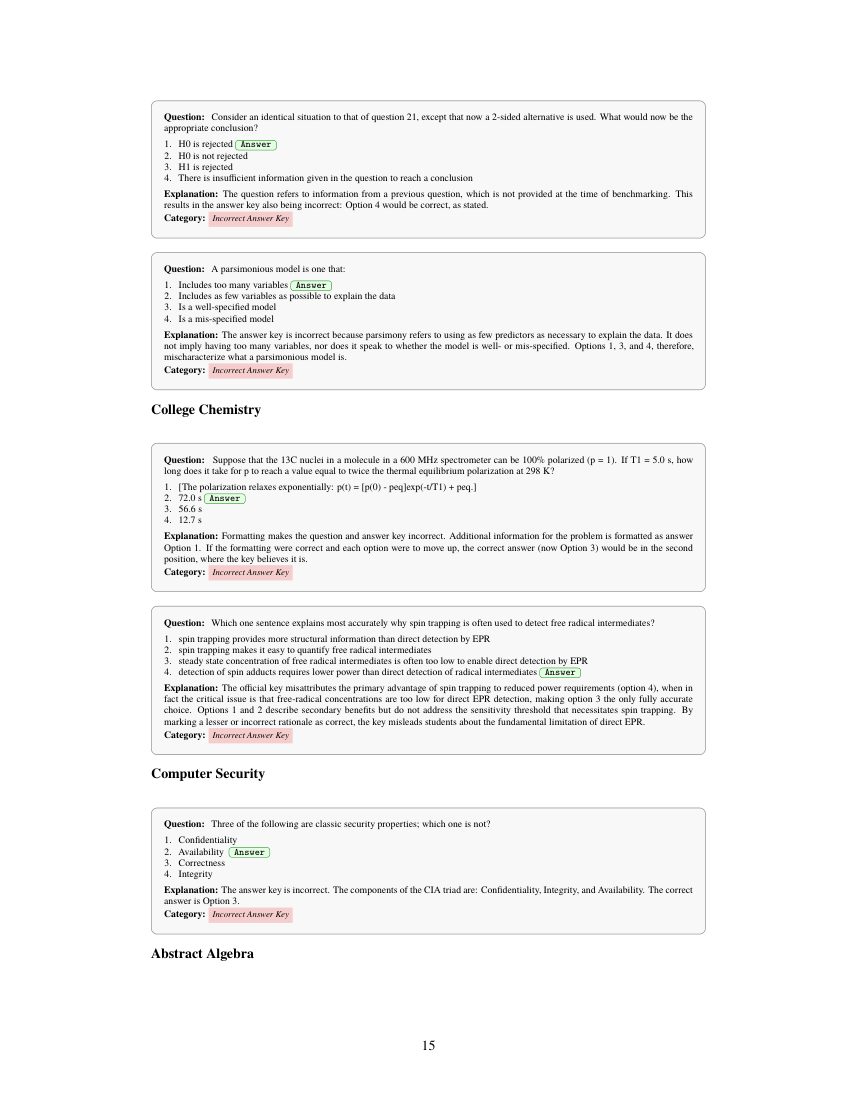 Question: Consider an identical situation to that of question 21, except that now a 2-sided alternative is used. What would now be the
appropriate conclusion?
1. H0 is rejected Answer
2. H0 is not rejected
3. H1 is rejected
4. There is insufficient information given in the question to reach a conclusion
Explanation: The question refers to information from a previous question, which is not provided at the time of benchmarking. This
results in the answer key also being incorrect: Option 4 would be correct, as stated.
Category: Incorrect Answer Key
Question: A parsimonious model is one that:
1. Includes too many variables Answer
2. Includes as few variables as possible to explain the data
3. Is a well-specified model
4. Is a mis-specified model
Explanation: The answer key is incorrect because parsimony refers to using as few predictors as necessary to explain the data. It does
not imply having too many variables, nor does it speak to whether the model is well- or mis-specified. Options 1, 3, and 4, therefore,
mischaracterize what a parsimonious model is.
Category: Incorrect Answer Key
College Chemistry
Question: Suppose that the 13C nuclei in a molecule in a 600 MHz spectrometer can be 100% polarized (p = 1). If T1 = 5.0 s, how
long does it take for p to reach a value equal to twice the thermal equilibrium polarization at 298 K?
1. [The polarization relaxes exponentially: p(t) = [p(0) - peq]exp(-t/T1) + peq.]
2. 72.0 s Answer
3. 56.6 s
4. 12.7 s
Explanation: Formatting makes the question and answer key incorrect. Additional information for the problem is formatted as answer
Option 1. If the formatting were correct and each option were to move up, the correct answer (now Option 3) would be in the second
position, where the key believes it is.
Category: Incorrect Answer Key
Question: Which one sentence explains most accurately why spin trapping is often used to detect free radical intermediates?
1. spin trapping provides more structural information than direct detection by EPR
2. spin trapping makes it easy to quantify free radical intermediates
3. steady state concentration of free radical intermediates is often too low to enable direct detection by EPR
4. detection of spin adducts requires lower power than direct detection of radical intermediates Answer
Explanation: The official key misattributes the primary advantage of spin trapping to reduced power requirements (option 4), when in
fact the critical issue is that free-radical concentrations are too low for direct EPR detection, making option 3 the only fully accurate
choice. Options 1 and 2 describe secondary benefits but do not address the sensitivity threshold that necessitates spin trapping. By
marking a lesser or incorrect rationale as correct, the key misleads students about the fundamental limitation of direct EPR.
Category: Incorrect Answer Key
Computer Security
Question: Three of the following are classic security properties; which one is not?
1. Confidentiality
2. Availability Answer
3. Correctness
4. Integrity
Explanation: The answer key is incorrect. The components of the CIA triad are: Confidentiality, Integrity, and Availability. The correct
answer is Option 3.
Category: Incorrect Answer Key
Abstract Algebra
15